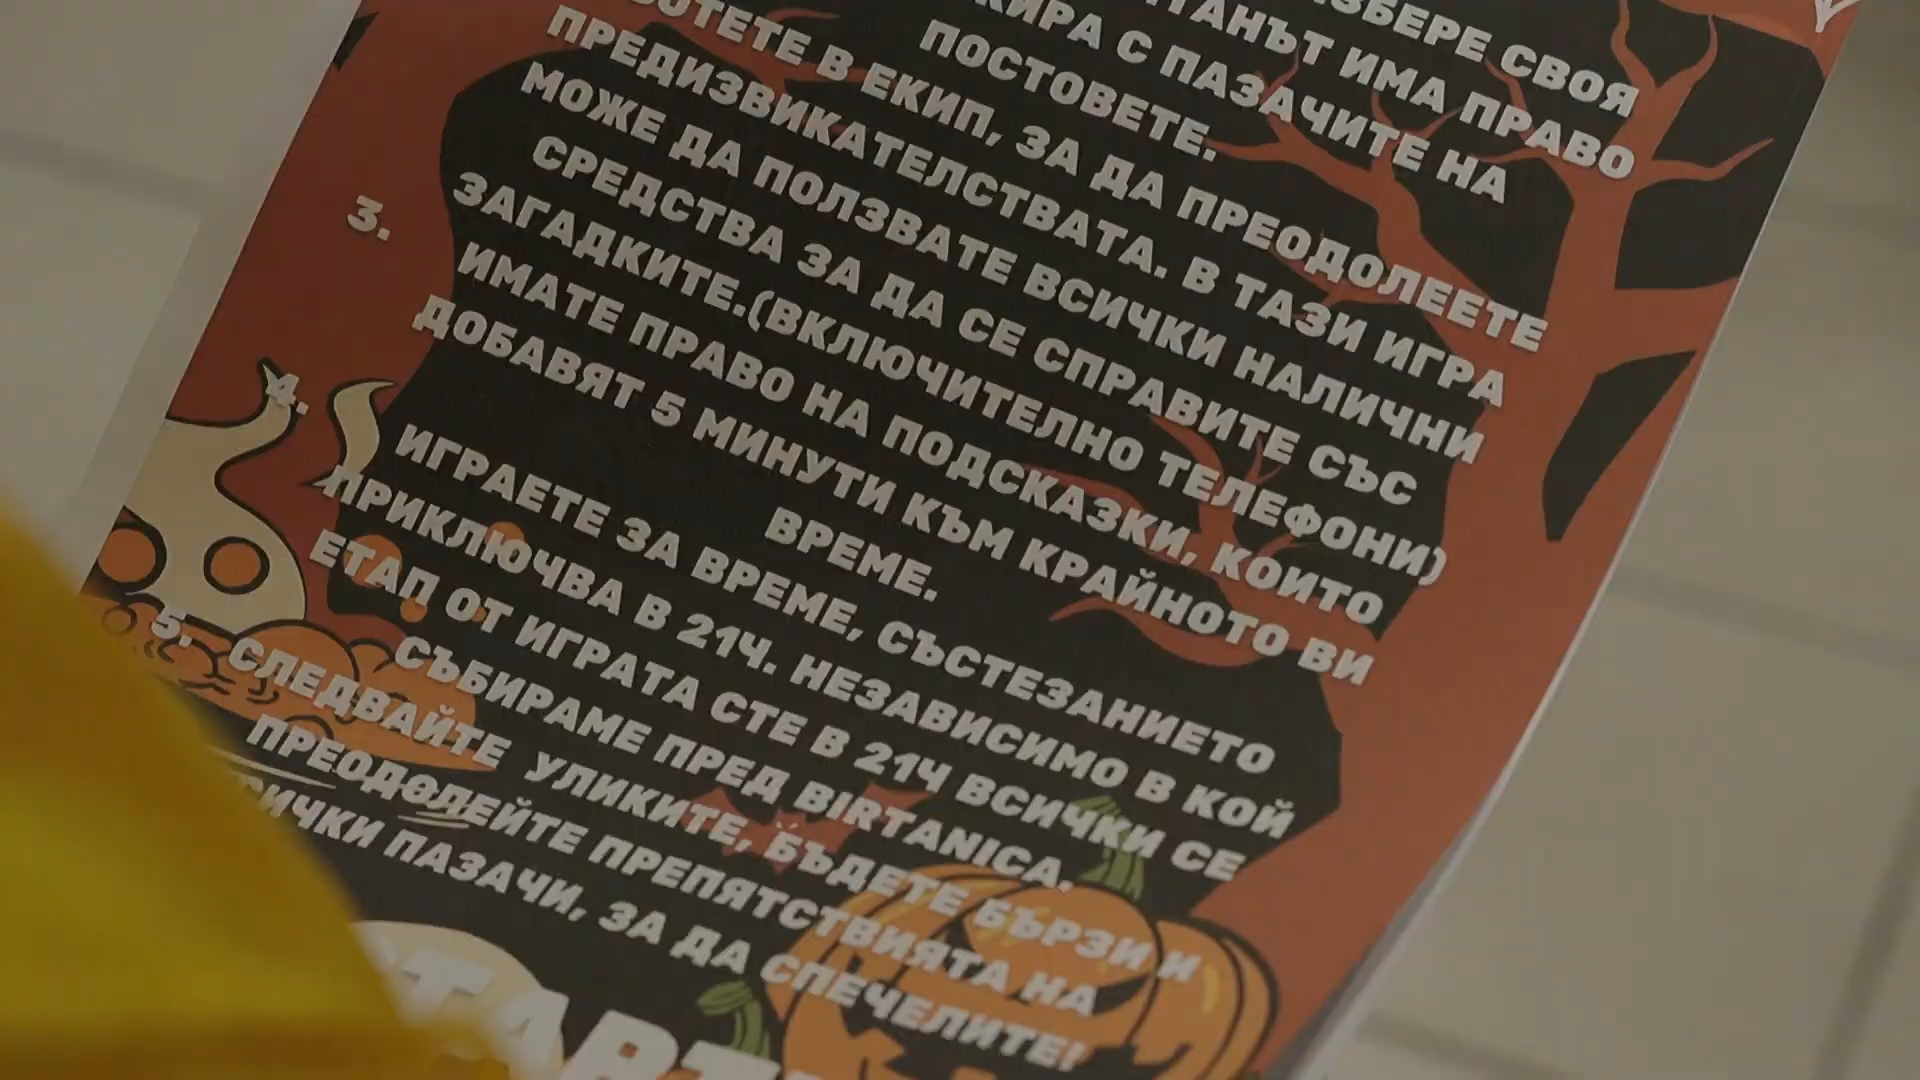 ИЗБЕРЕ СВОЯ
ИМА ПРАВО
С ПАЗАЧИТЕ НА
ПОСТОВЕТЕ.
В ЕКИП, ЗА ДА ПРЕОДОЛЕЕТЕ
ПРЕДИЗВИКАТЕЛСТВАТА. В ТАЗИ ИГРА
МОЖЕ ДА ПОЛЗВАТЕ ВСИЧКИ НАЛИЧНИ
СРЕДСТВА ЗА ДА СЕ СПРАВИТЕ СЪС
ЗАГАДКИТЕ.(ВКЛЮЧИТЕЛНО ТЕЛЕФОНИ)
3. ИМАТЕ ПРАВО НА ПОДСКАЗКИ, КОИТО
ДОБАВЯТ 5 МИНУТИ КЪМ КРАЙНОТО ВИ
ВРЕМЕ.
4. ИГРАЕТЕ ЗА ВРЕМЕ, СЪСТЕЗАНИЕТО
ПРИКЛЮЧВА В 21Ч. НЕЗАВИСИМО В КОЙ
ЕТАП ОТ ИГРАТА СТЕ В 21Ч ВСИЧКИ СЕ
СЪБИРАМЕ ПРЕД BIRTANICA.
5. СЛЕДВАЙТЕ УЛИКИТЕ, БЪДЕТЕ БЪРЗИ И
ПРЕОДОЛЕЙТЕ ПРЕПЯТСТВИЯТА НА
ВСИЧКИ ПАЗАЧИ, ЗА ДА СПЕЧЕЛИТЕ!